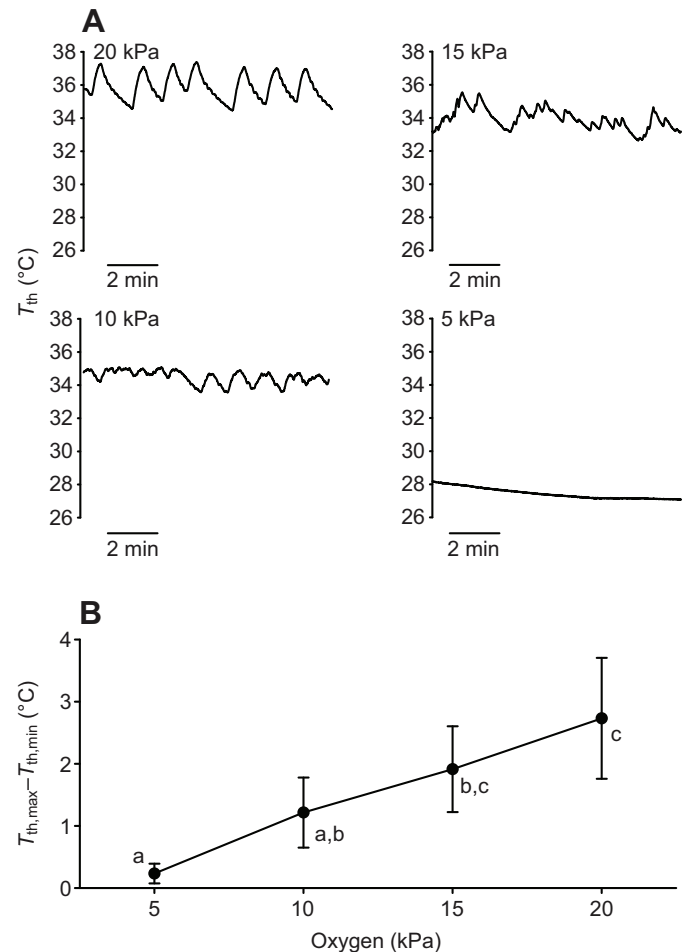 A
20 kPa
38
36
34
32
30
28
26
2 min
15 kPa
38
36
34
32
30
28
26
2 min
Tth (°C)
10 kPa
38
36
34
32
30
28
26
2 min
5 kPa
38
36
34
32
30
28
26
2 min
B
Tth,max–Tth,min (°C)
4
3
2
1
0
a
a,b
b,c
c
5 10 15 20
Oxygen (kPa)